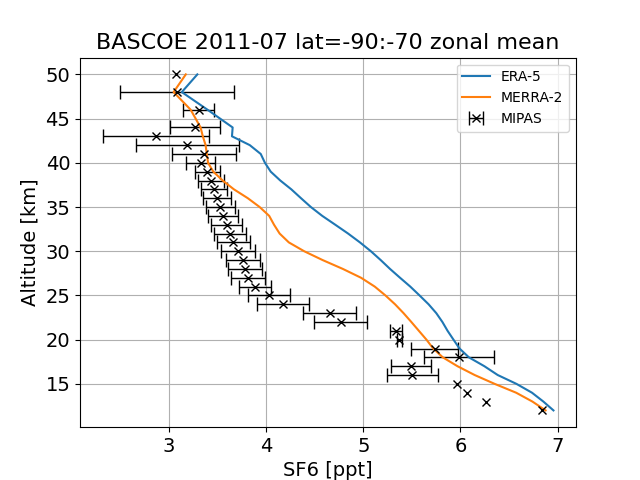 BASCOE 2011-07 lat=-90:-70 zonal mean
ERA-5
MERRA-2
MIPAS
50
45
40
35
30
25
20
15
Altitude [km]
3 4 5 6 7
SF6 [ppt]